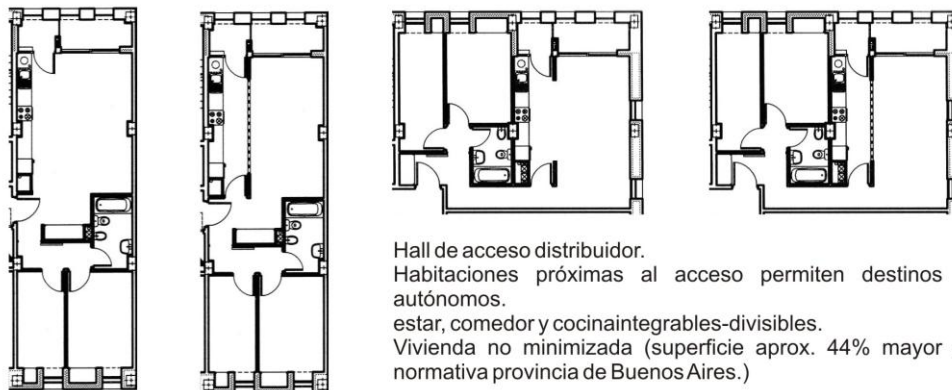 Hall de acceso distribuidor.
Habitaciones próximas al acceso permiten destinos
autónomos.
estar, comedor y cocinaintegrables-divisibles.
Vivienda no minimizada (superficie aprox. 44% mayor
normativa provincia de Buenos Aires.)